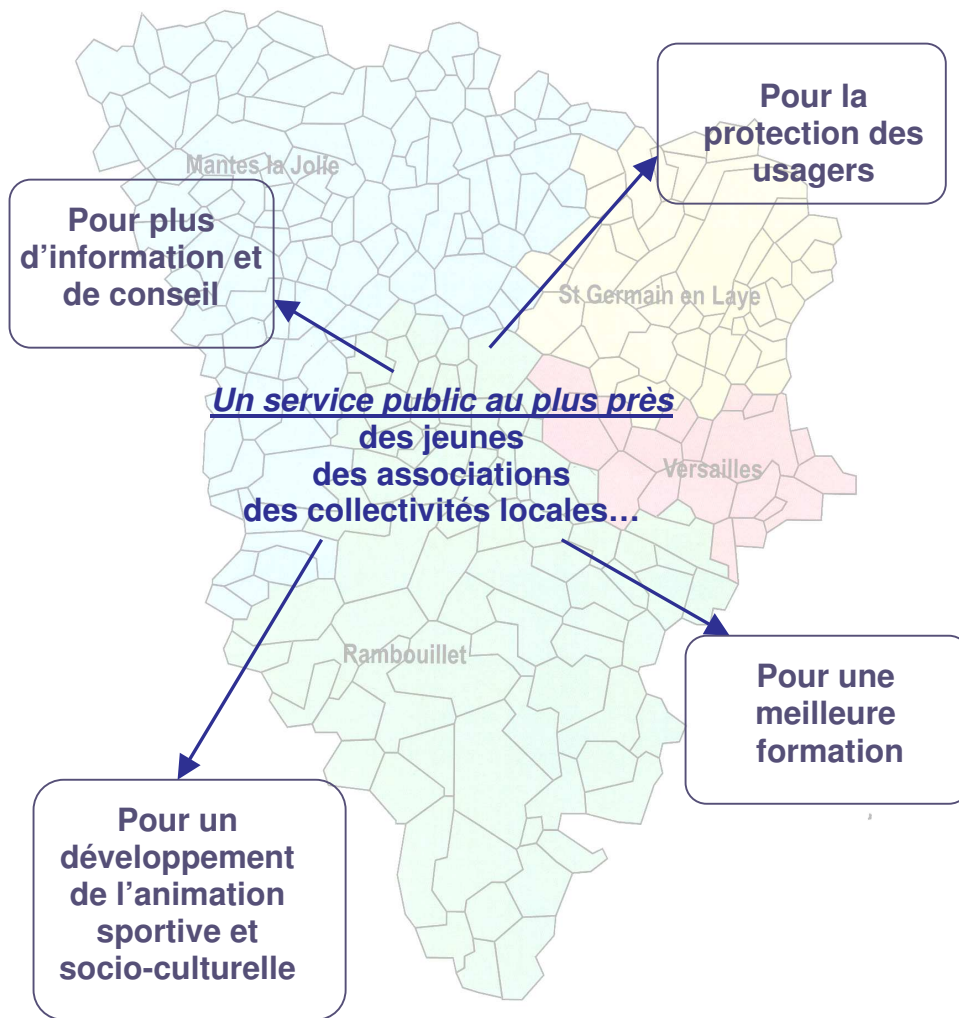 Pour la
protection des
usagers
Mantes la Jolie
Pour plus
d’information et
de conseil
St Germain en Laye
Un service public au plus près
des jeunes
des associations
des collectivités locales…
Versailles
Rambouillet
Pour une
meilleure
formation
Pour un
développement
de l’animation
sportive et
socio-culturelle